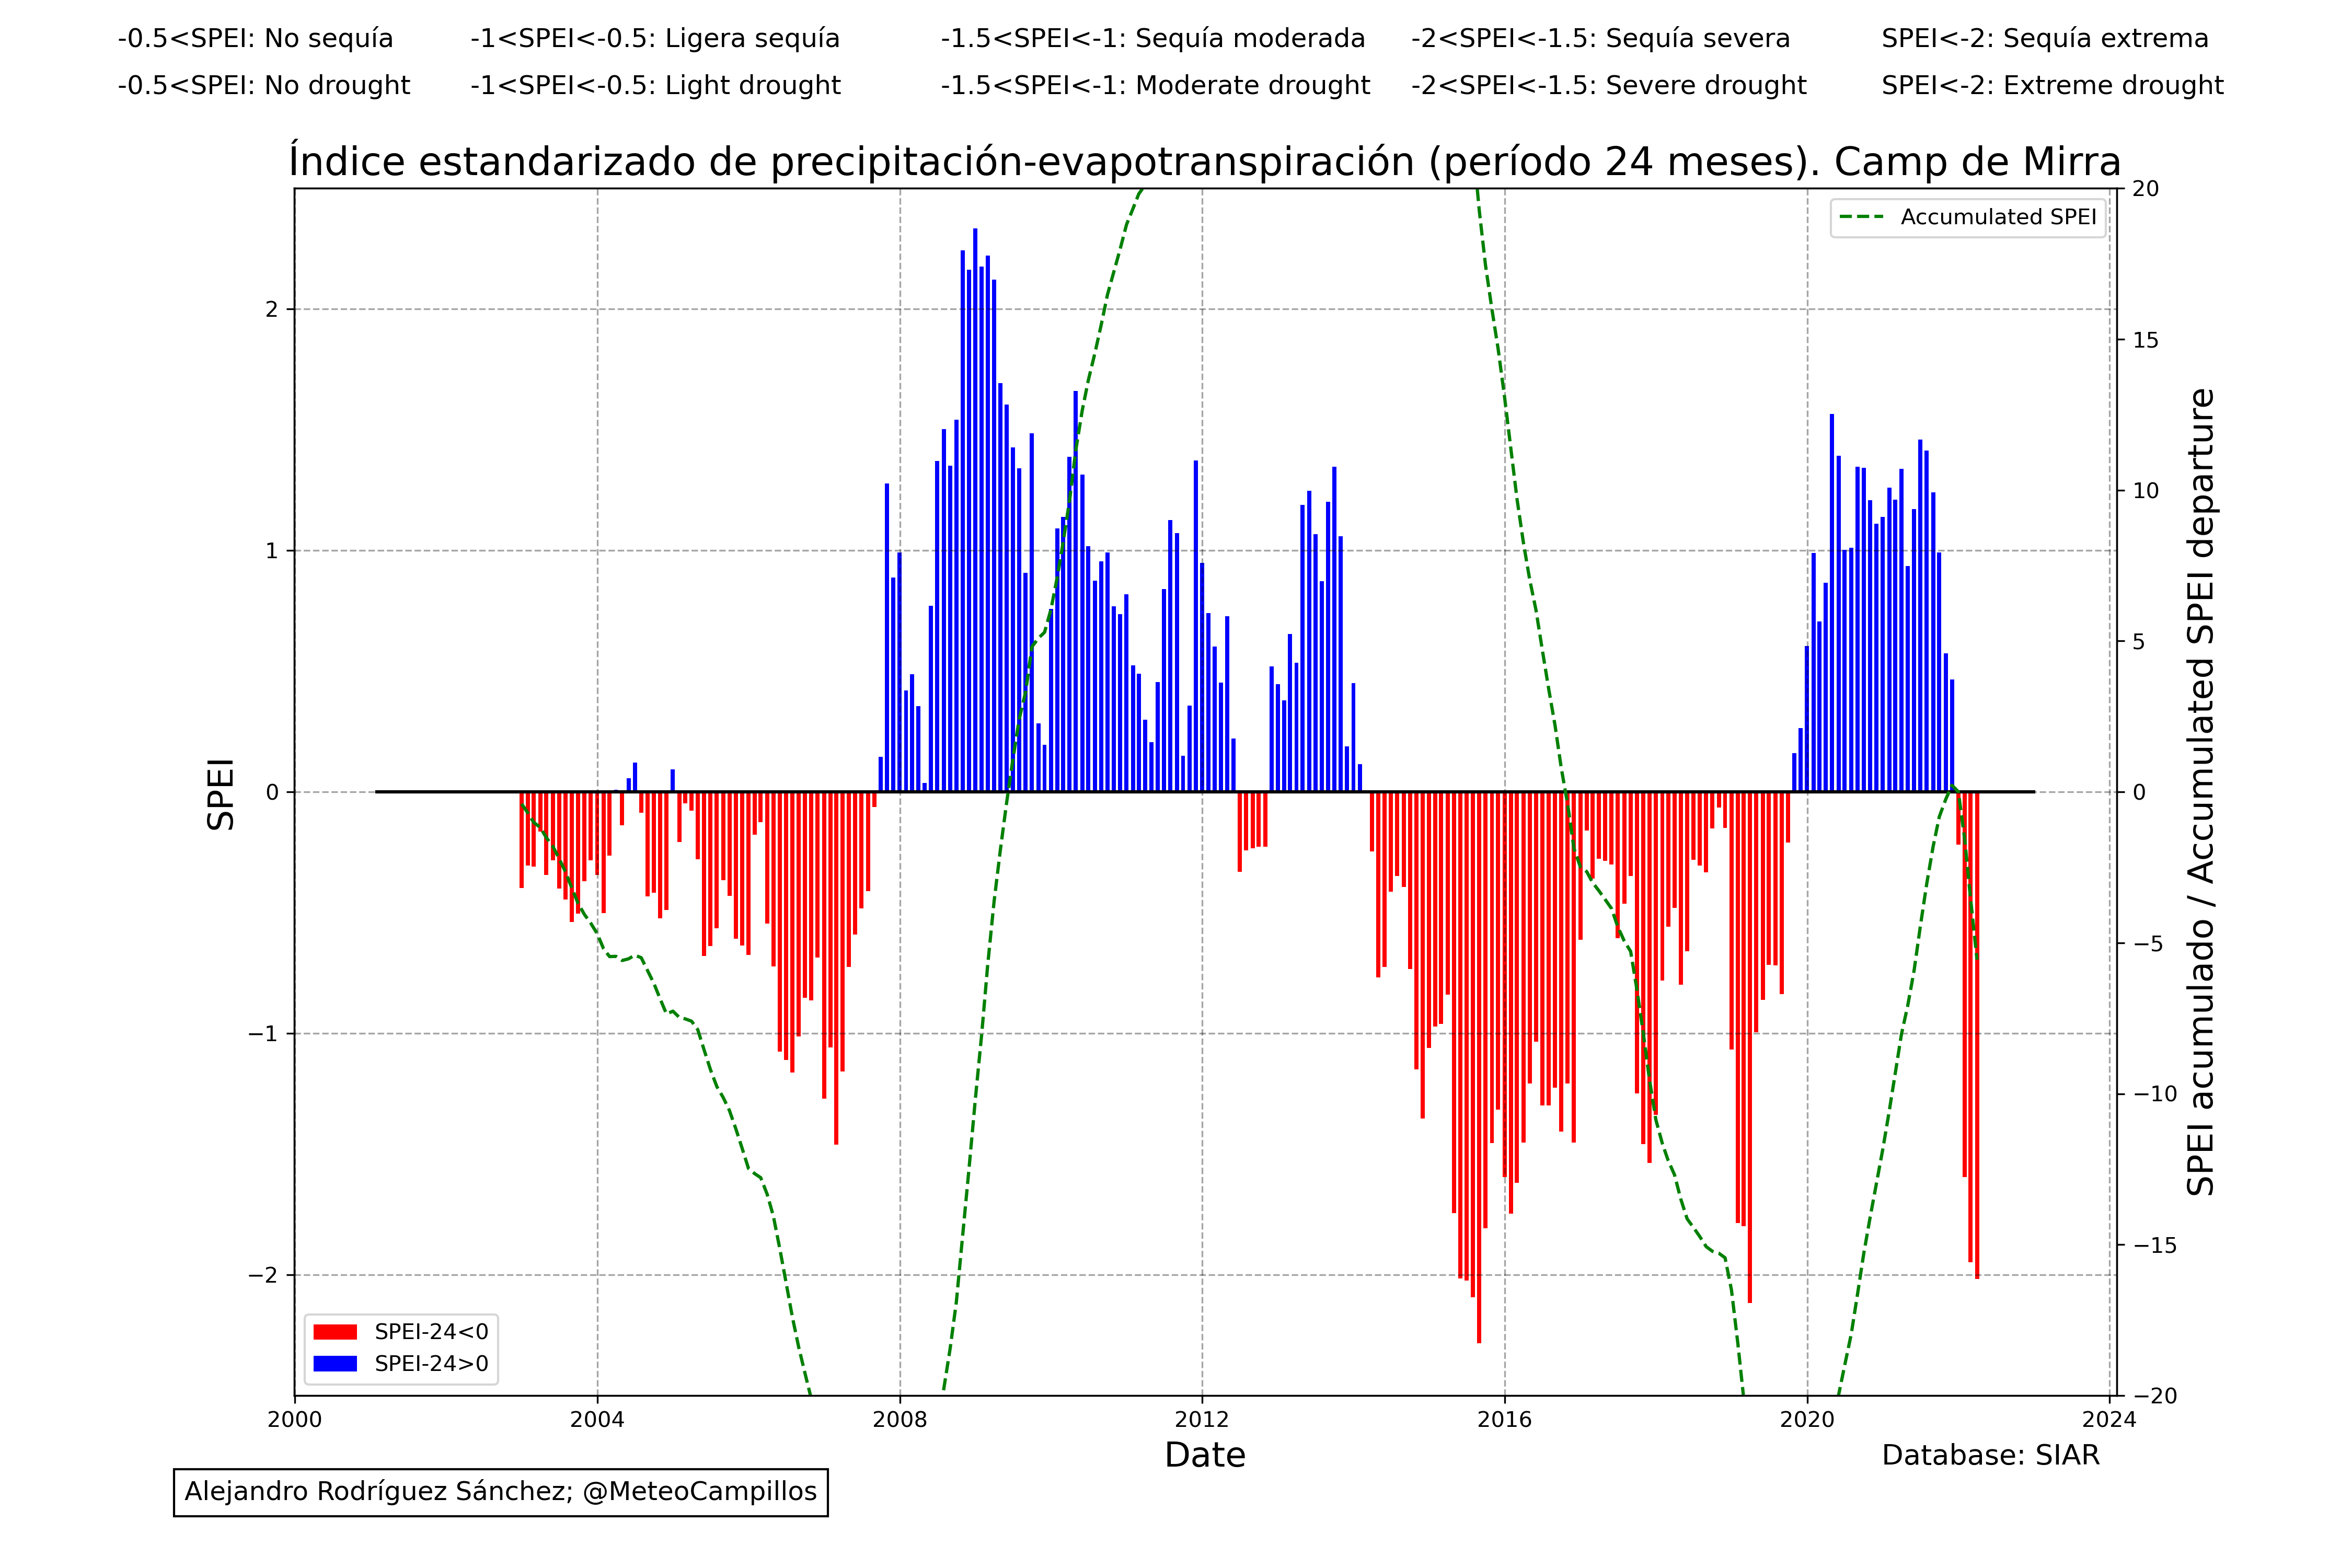 -0.5<SPEI: No sequía -1<SPEI<-0.5: Ligera sequía -1.5<SPEI<-1: Sequía moderada -2<SPEI<-1.5: Sequía severa SPEI<-2: Sequía extrema
-0.5<SPEI: No drought -1<SPEI<-0.5: Light drought -1.5<SPEI<-1: Moderate drought -2<SPEI<-1.5: Severe drought SPEI<-2: Extreme drought
Índice estandarizado de precipitación-evapotranspiración (período 24 meses). Camp de Mirra
Accumulated SPEI
SPEI
2
1
0
−1
−2
20
15
10
5
0
−5
−10
−15
−20
SPEI acumulado / Accumulated SPEI departure
SPEI-24<0
SPEI-24>0
2000 2004 2008 2012 2016 2020 2024
Date
Database: SIAR
Alejandro Rodríguez Sánchez; @MeteoCampillos